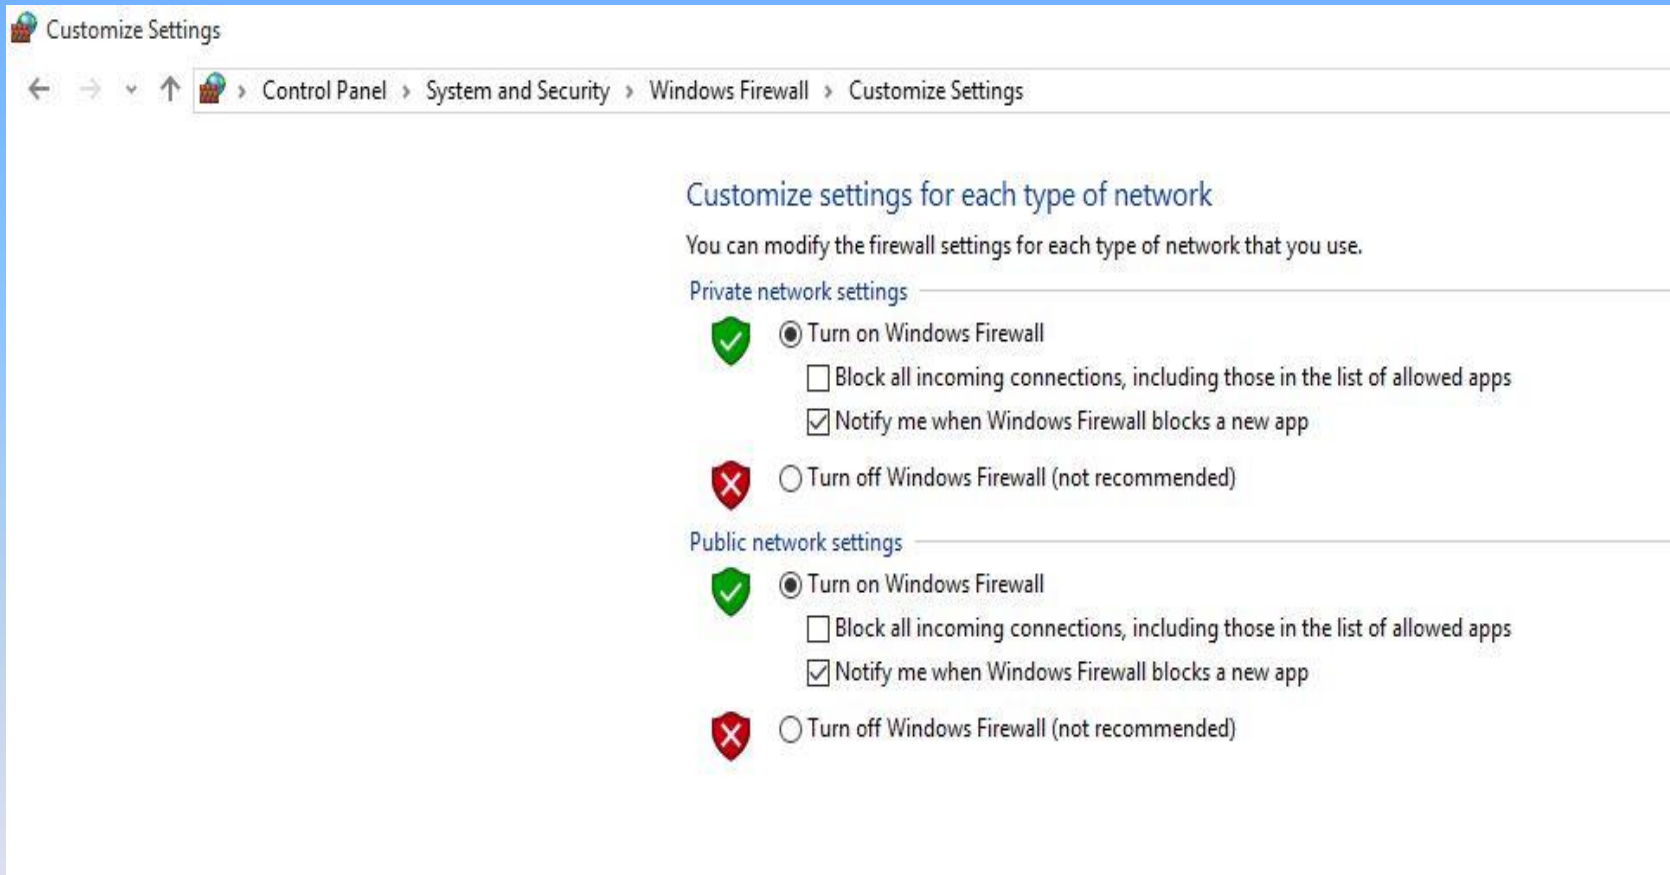 Customize Settings
Control Panel > System and Security > Windows Firewall > Customize Settings
Customize settings for each type of network
You can modify the firewall settings for each type of network that you use.
Private network settings
Turn on Windows Firewall
Block all incoming connections, including those in the list of allowed apps
Notify me when Windows Firewall blocks a new app
Turn off Windows Firewall (not recommended)
Public network settings
Turn on Windows Firewall
Block all incoming connections, including those in the list of allowed apps
Notify me when Windows Firewall blocks a new app
Turn off Windows Firewall (not recommended)